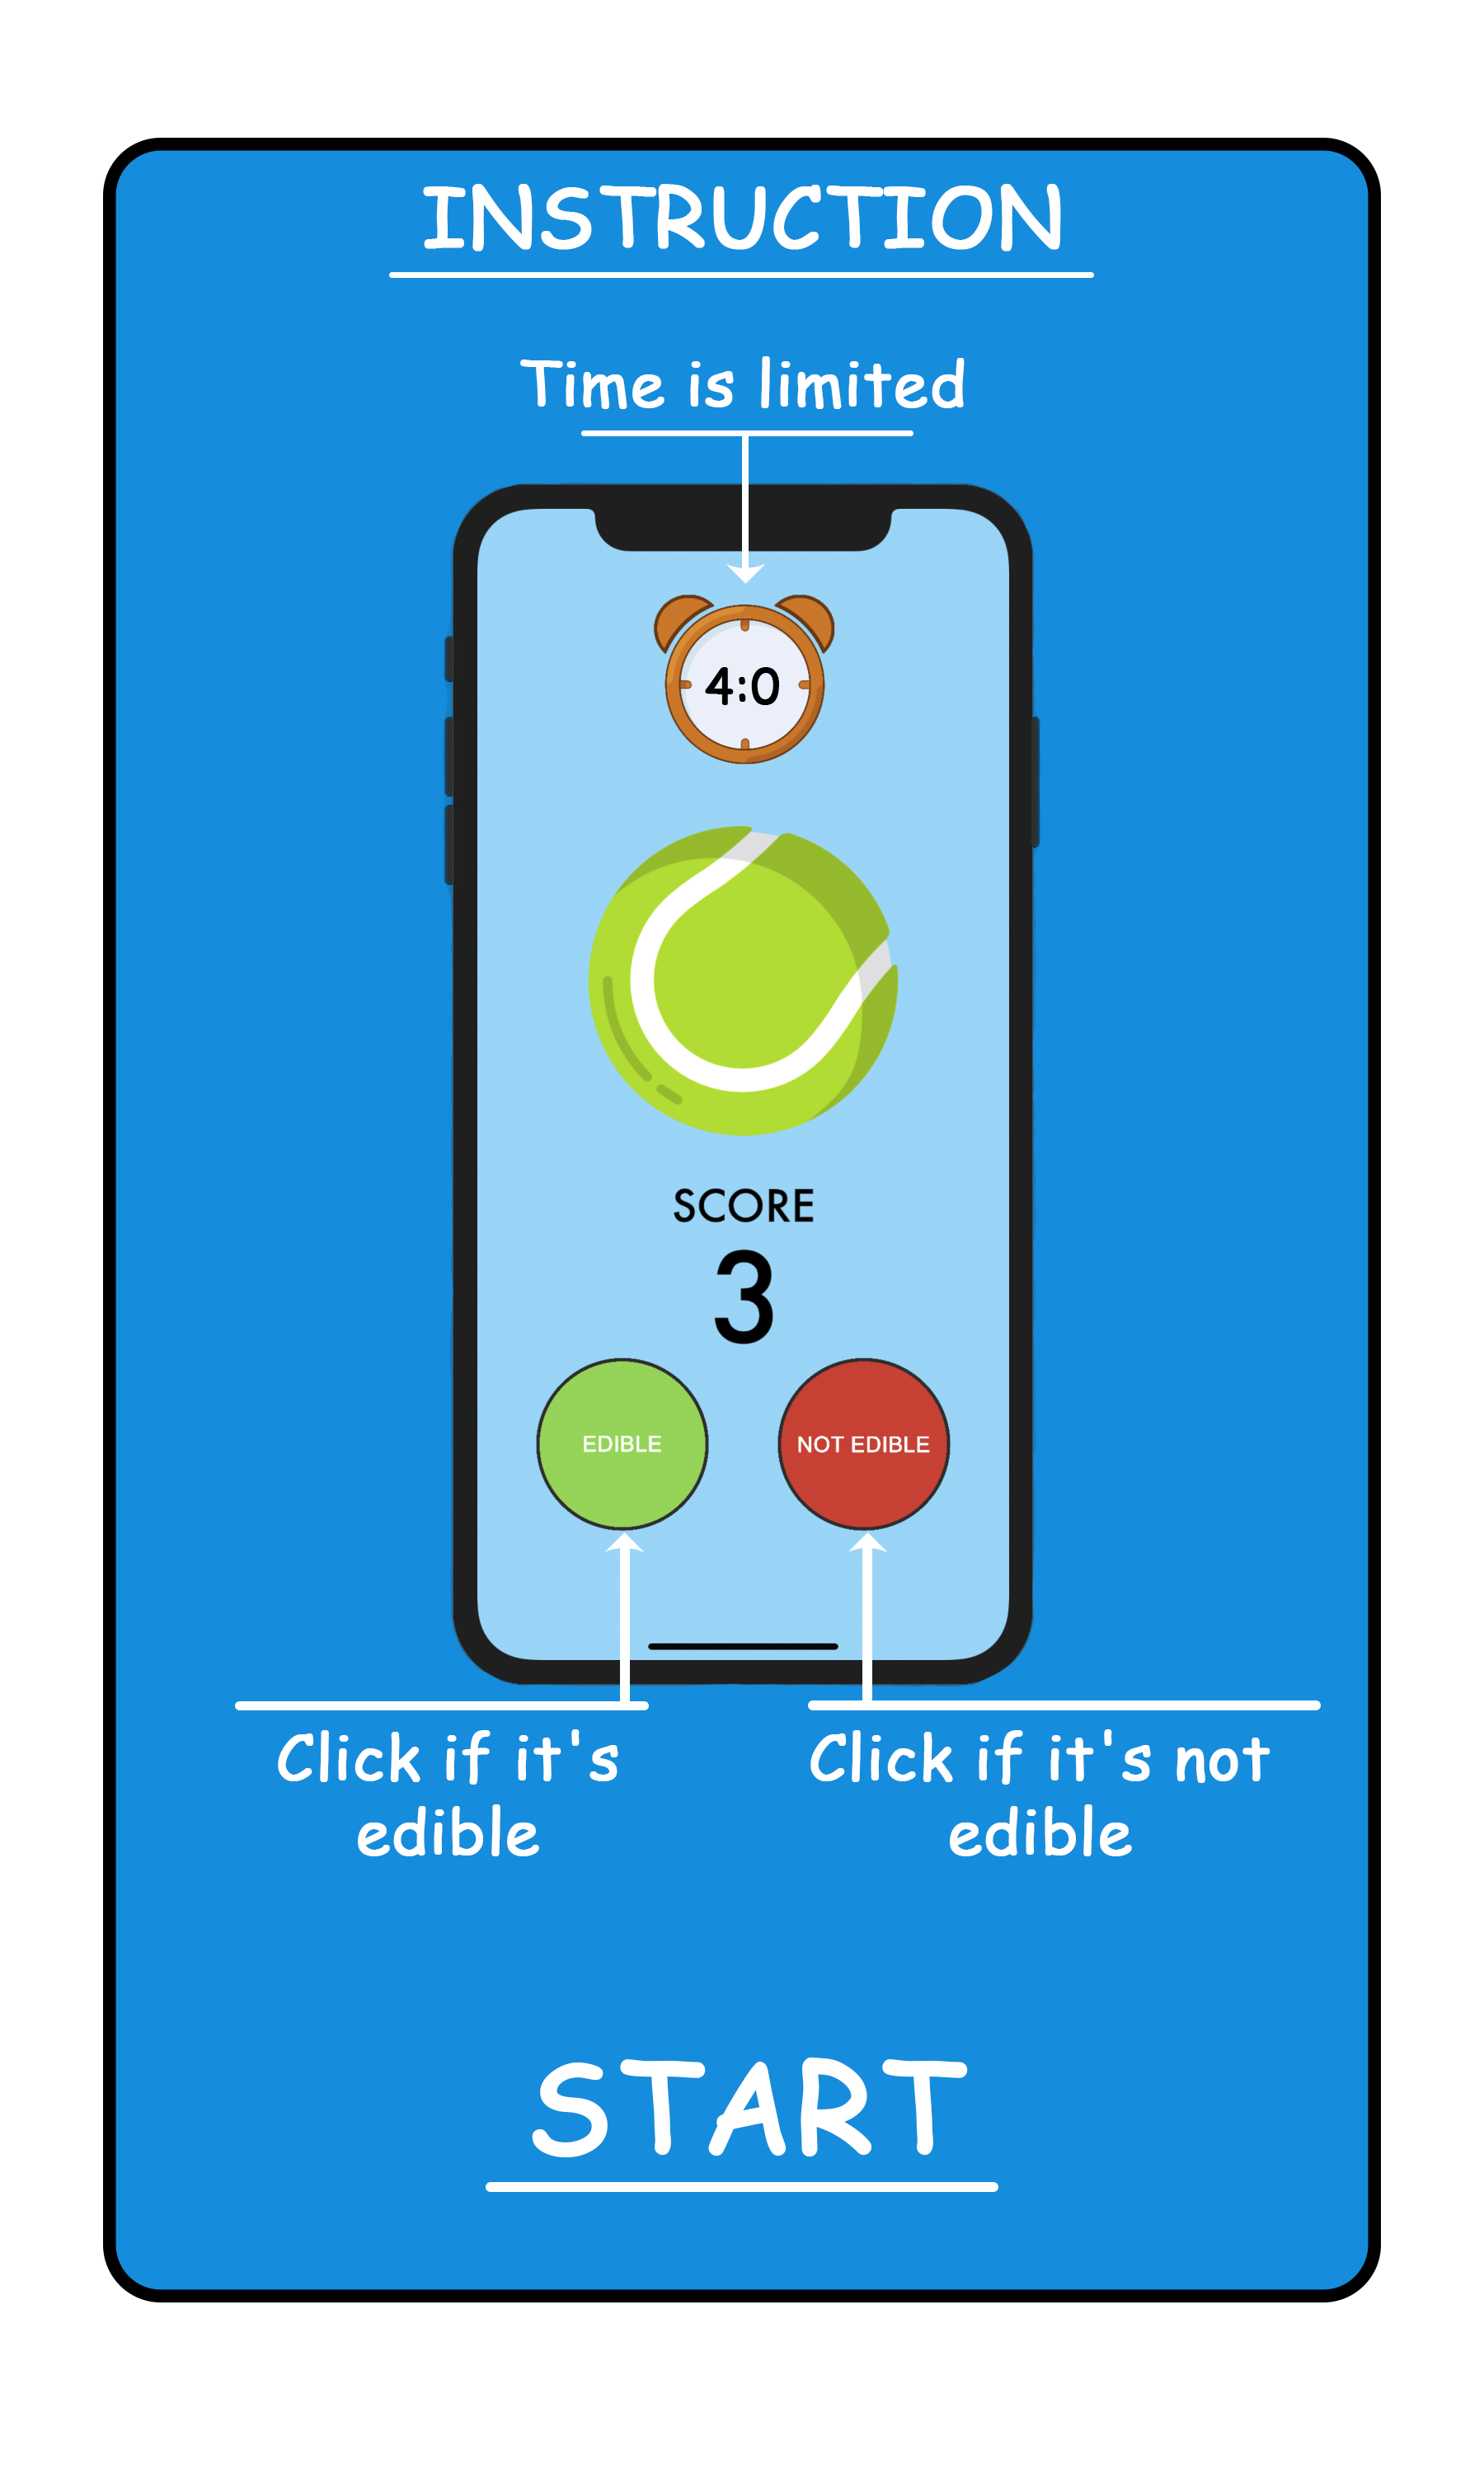 INSTRUCTION
Time is limited
4:0
SCORE
3
EDIBLE
NOT EDIBLE
Click if it's
edible
Click if it's not
edible
START